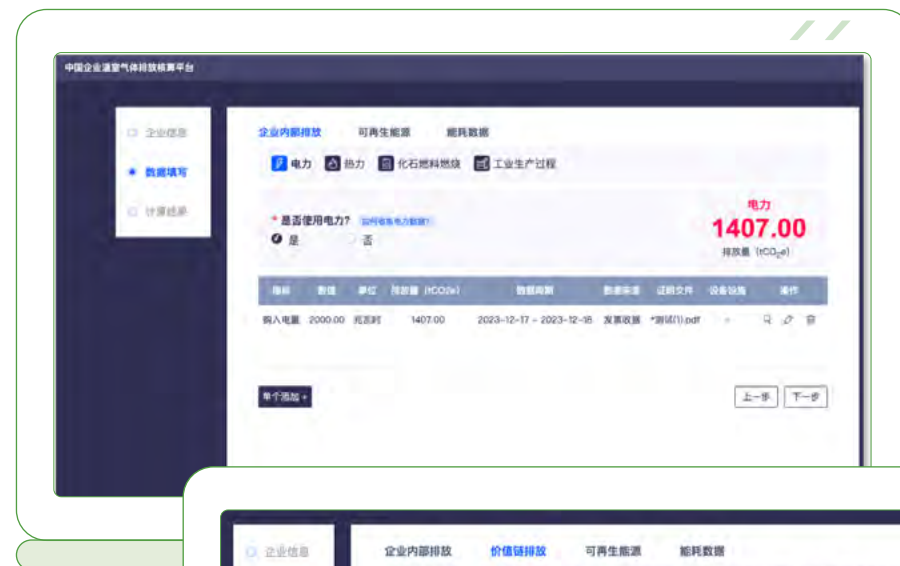 中国企业温室气体排放核算平台
企业信息
数据填写
计算结果
企业内部排放 可再生能源 能耗数据
电力 热力 化石燃料燃烧 工业生产过程
* 是否使用电力? 如何收集电力数据?
是 否
电力
1407.00
排放量 (tCO₂e)
指标 数值 单位 排放量 (tCO2e) 数据周期 数据来源 证明文件 设备设施 操作
购入电量 2000.00 兆瓦时 1407.00 2023-12-17 - 2023-12-18 发票收据 *测试(1).pdf -
单个添加 +
上一步 下一步
企业信息
企业内部排放 价值链排放 可再生能源 能耗数据